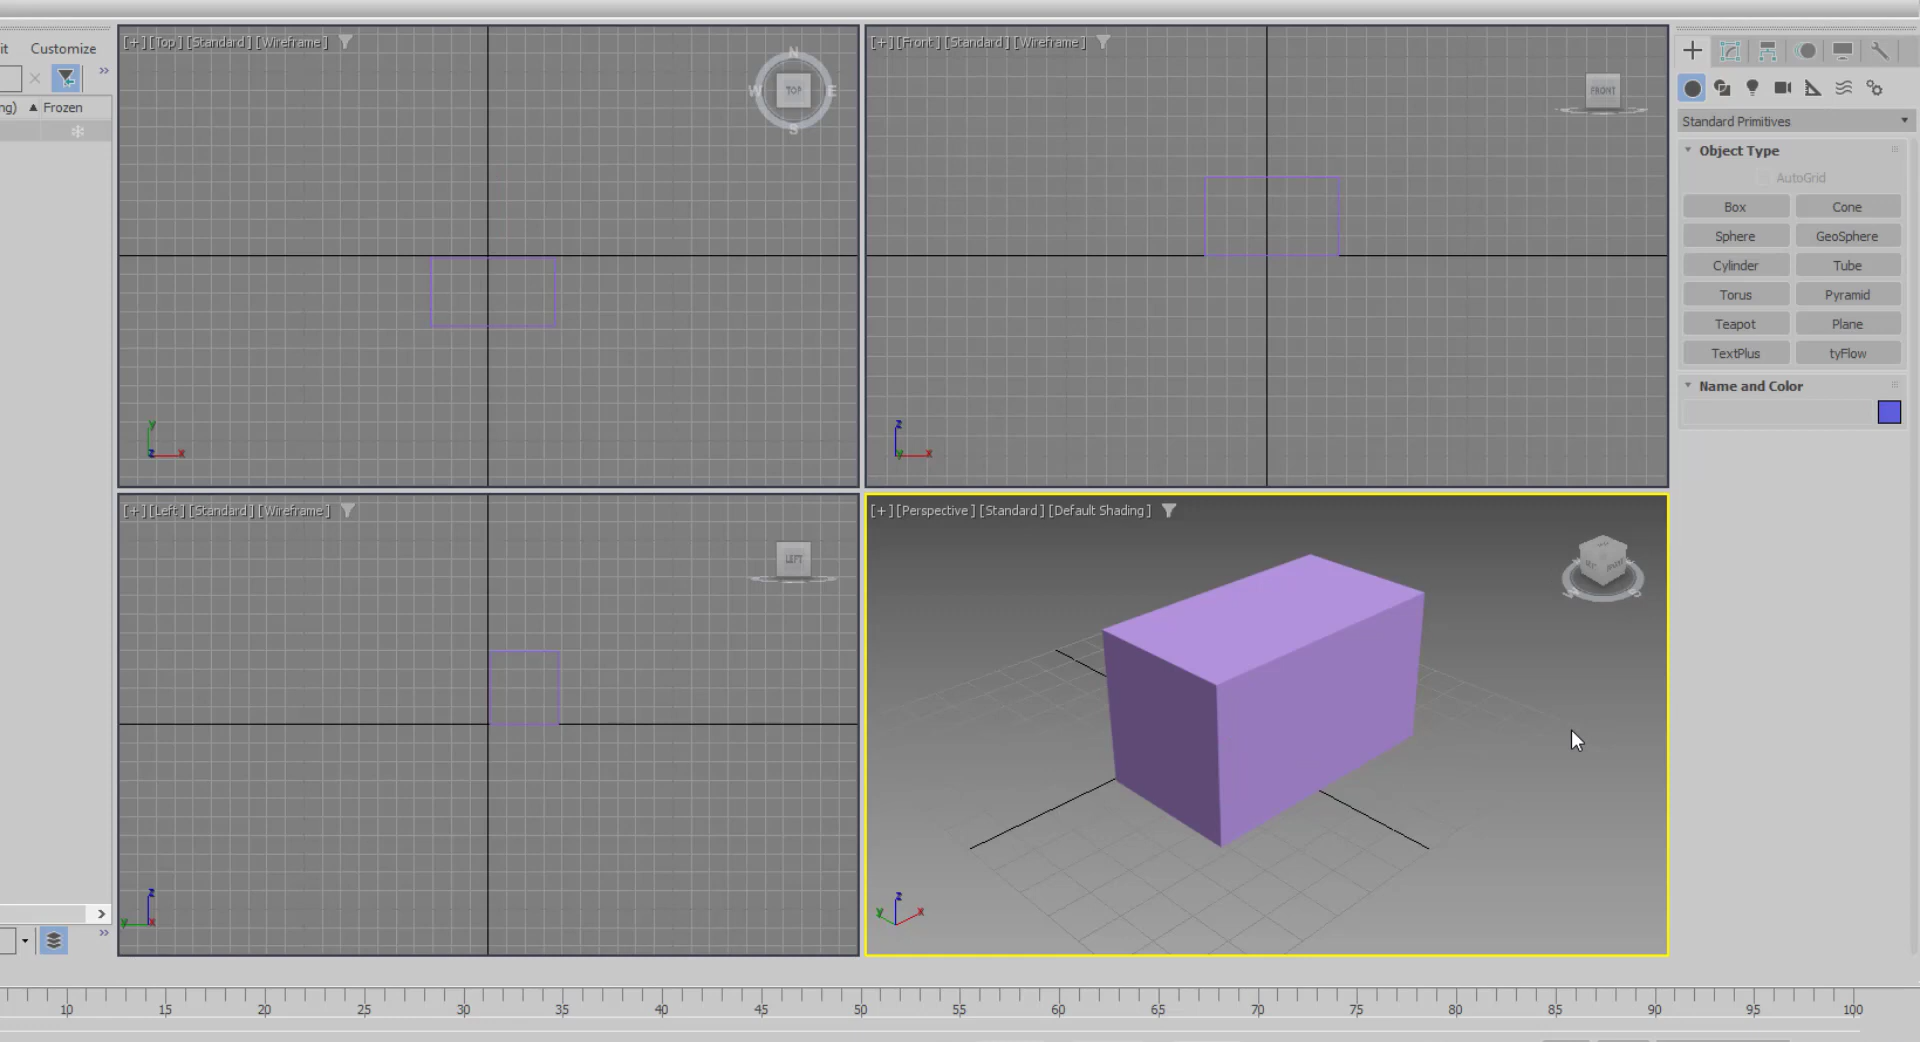 it Customize
[+] [Top] [Standard] [Wireframe]
N
W TOP E
S
[+] [Front] [Standard] [Wireframe]
FRONT
ng) ▲ Frozen
Standard Primitives
Object Type
AutoGrid
Box Cone
Sphere GeoSphere
Cylinder Tube
Torus Pyramid
Teapot Plane
TextPlus tyFlow
Name and Color
y
z x
z
y x
[+] [Left] [Standard] [Wireframe]
LEFT
[+] [Perspective] [Standard] [Default Shading]
W S
z
y x
z
y x
10 15 20 25 30 35 40 45 50 55 60 65 70 75 80 85 90 95 100